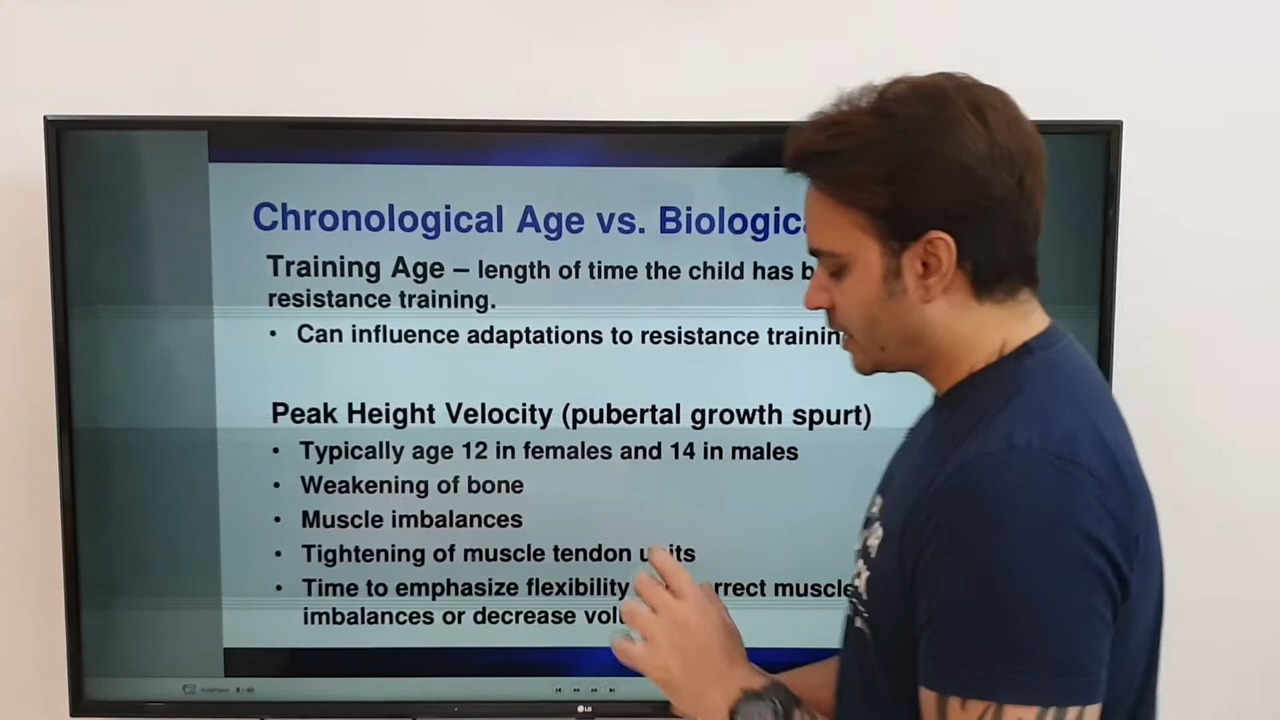 Chronological Age vs. Biologica
Training Age – length of time the child has b
resistance training.
• Can influence adaptations to resistance trainin
Peak Height Velocity (pubertal growth spurt)
• Typically age 12 in females and 14 in males
• Weakening of bone
• Muscle imbalances
• Tightening of muscle tendon units
• Time to emphasize flexibility rrect muscle
imbalances or decrease vol
LG